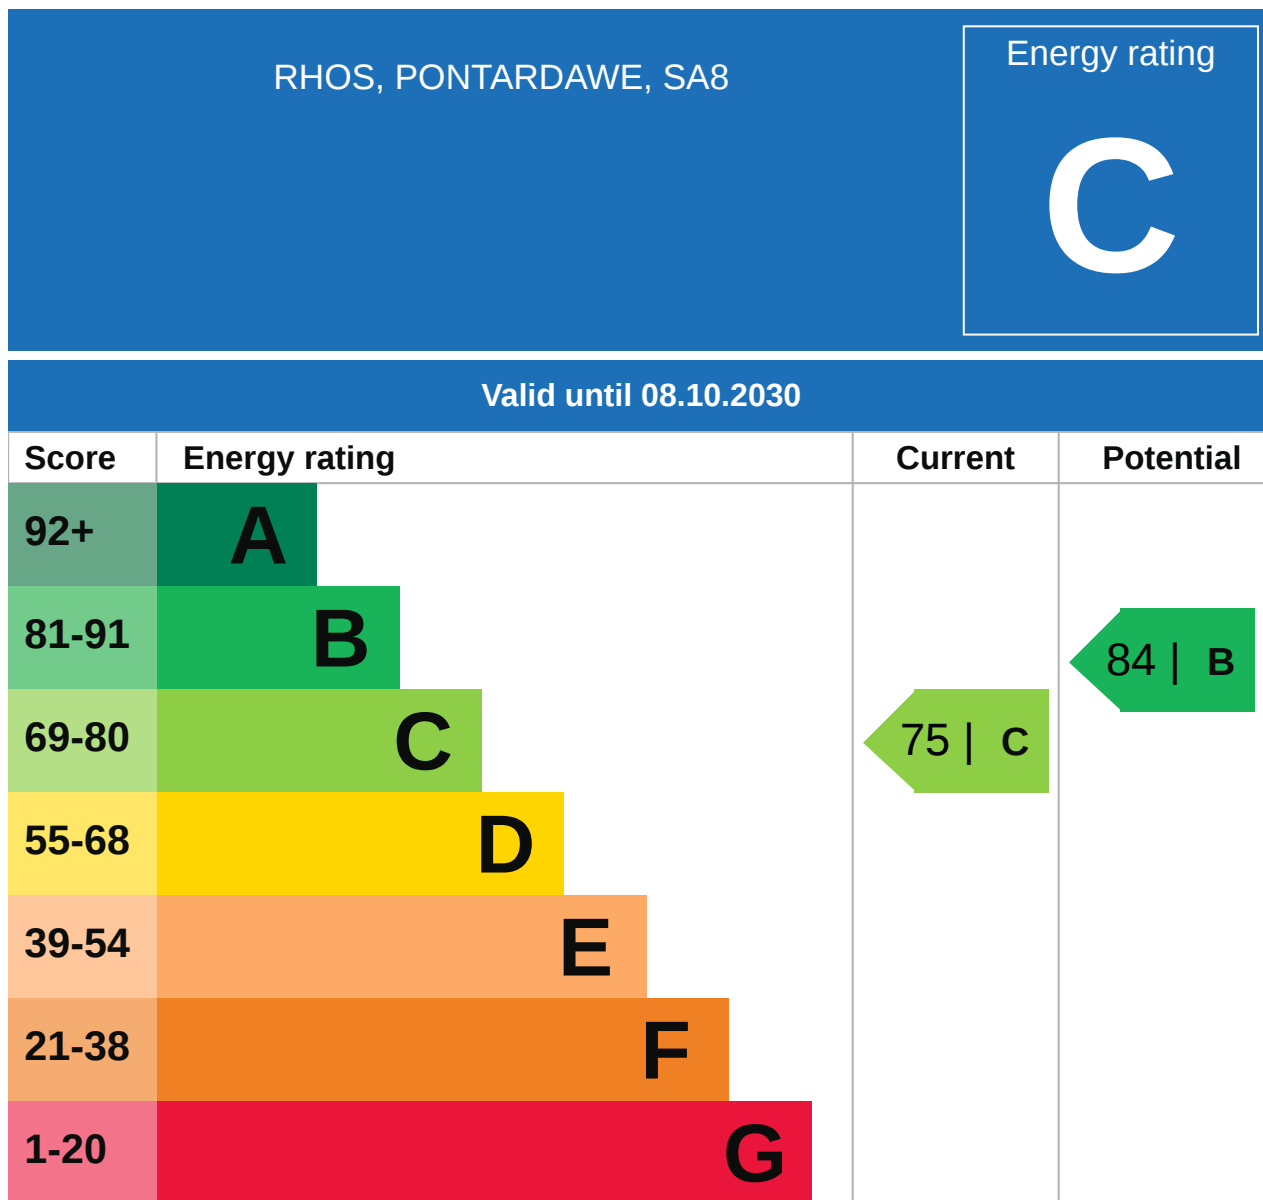 RHOS, PONTARDAWE, SA8
Energy rating
C
Valid until 08.10.2030
Score Energy rating Current Potential
92+ A
81-91 B
84 | B
69-80 C
75 | C
55-68 D
39-54 E
21-38 F
1-20 G